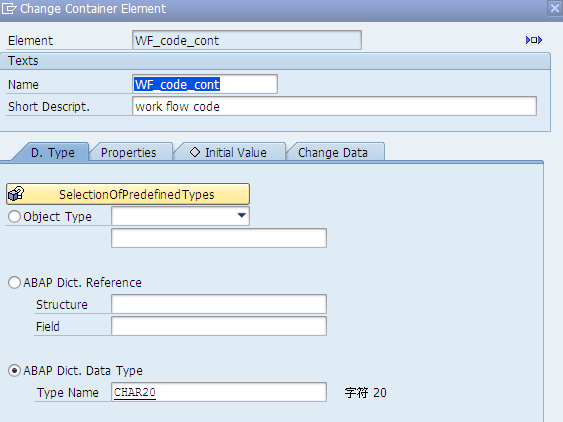 Change Container Element
Element WF_code_cont
Texts
Name WF_code_cont
Short Descript. work flow code
D. Type Properties Initial Value Change Data
SelectionOfPredefinedTypes
Object Type
ABAP Dict. Reference
Structure
Field
ABAP Dict. Data Type
Type Name CHAR20 字符 20